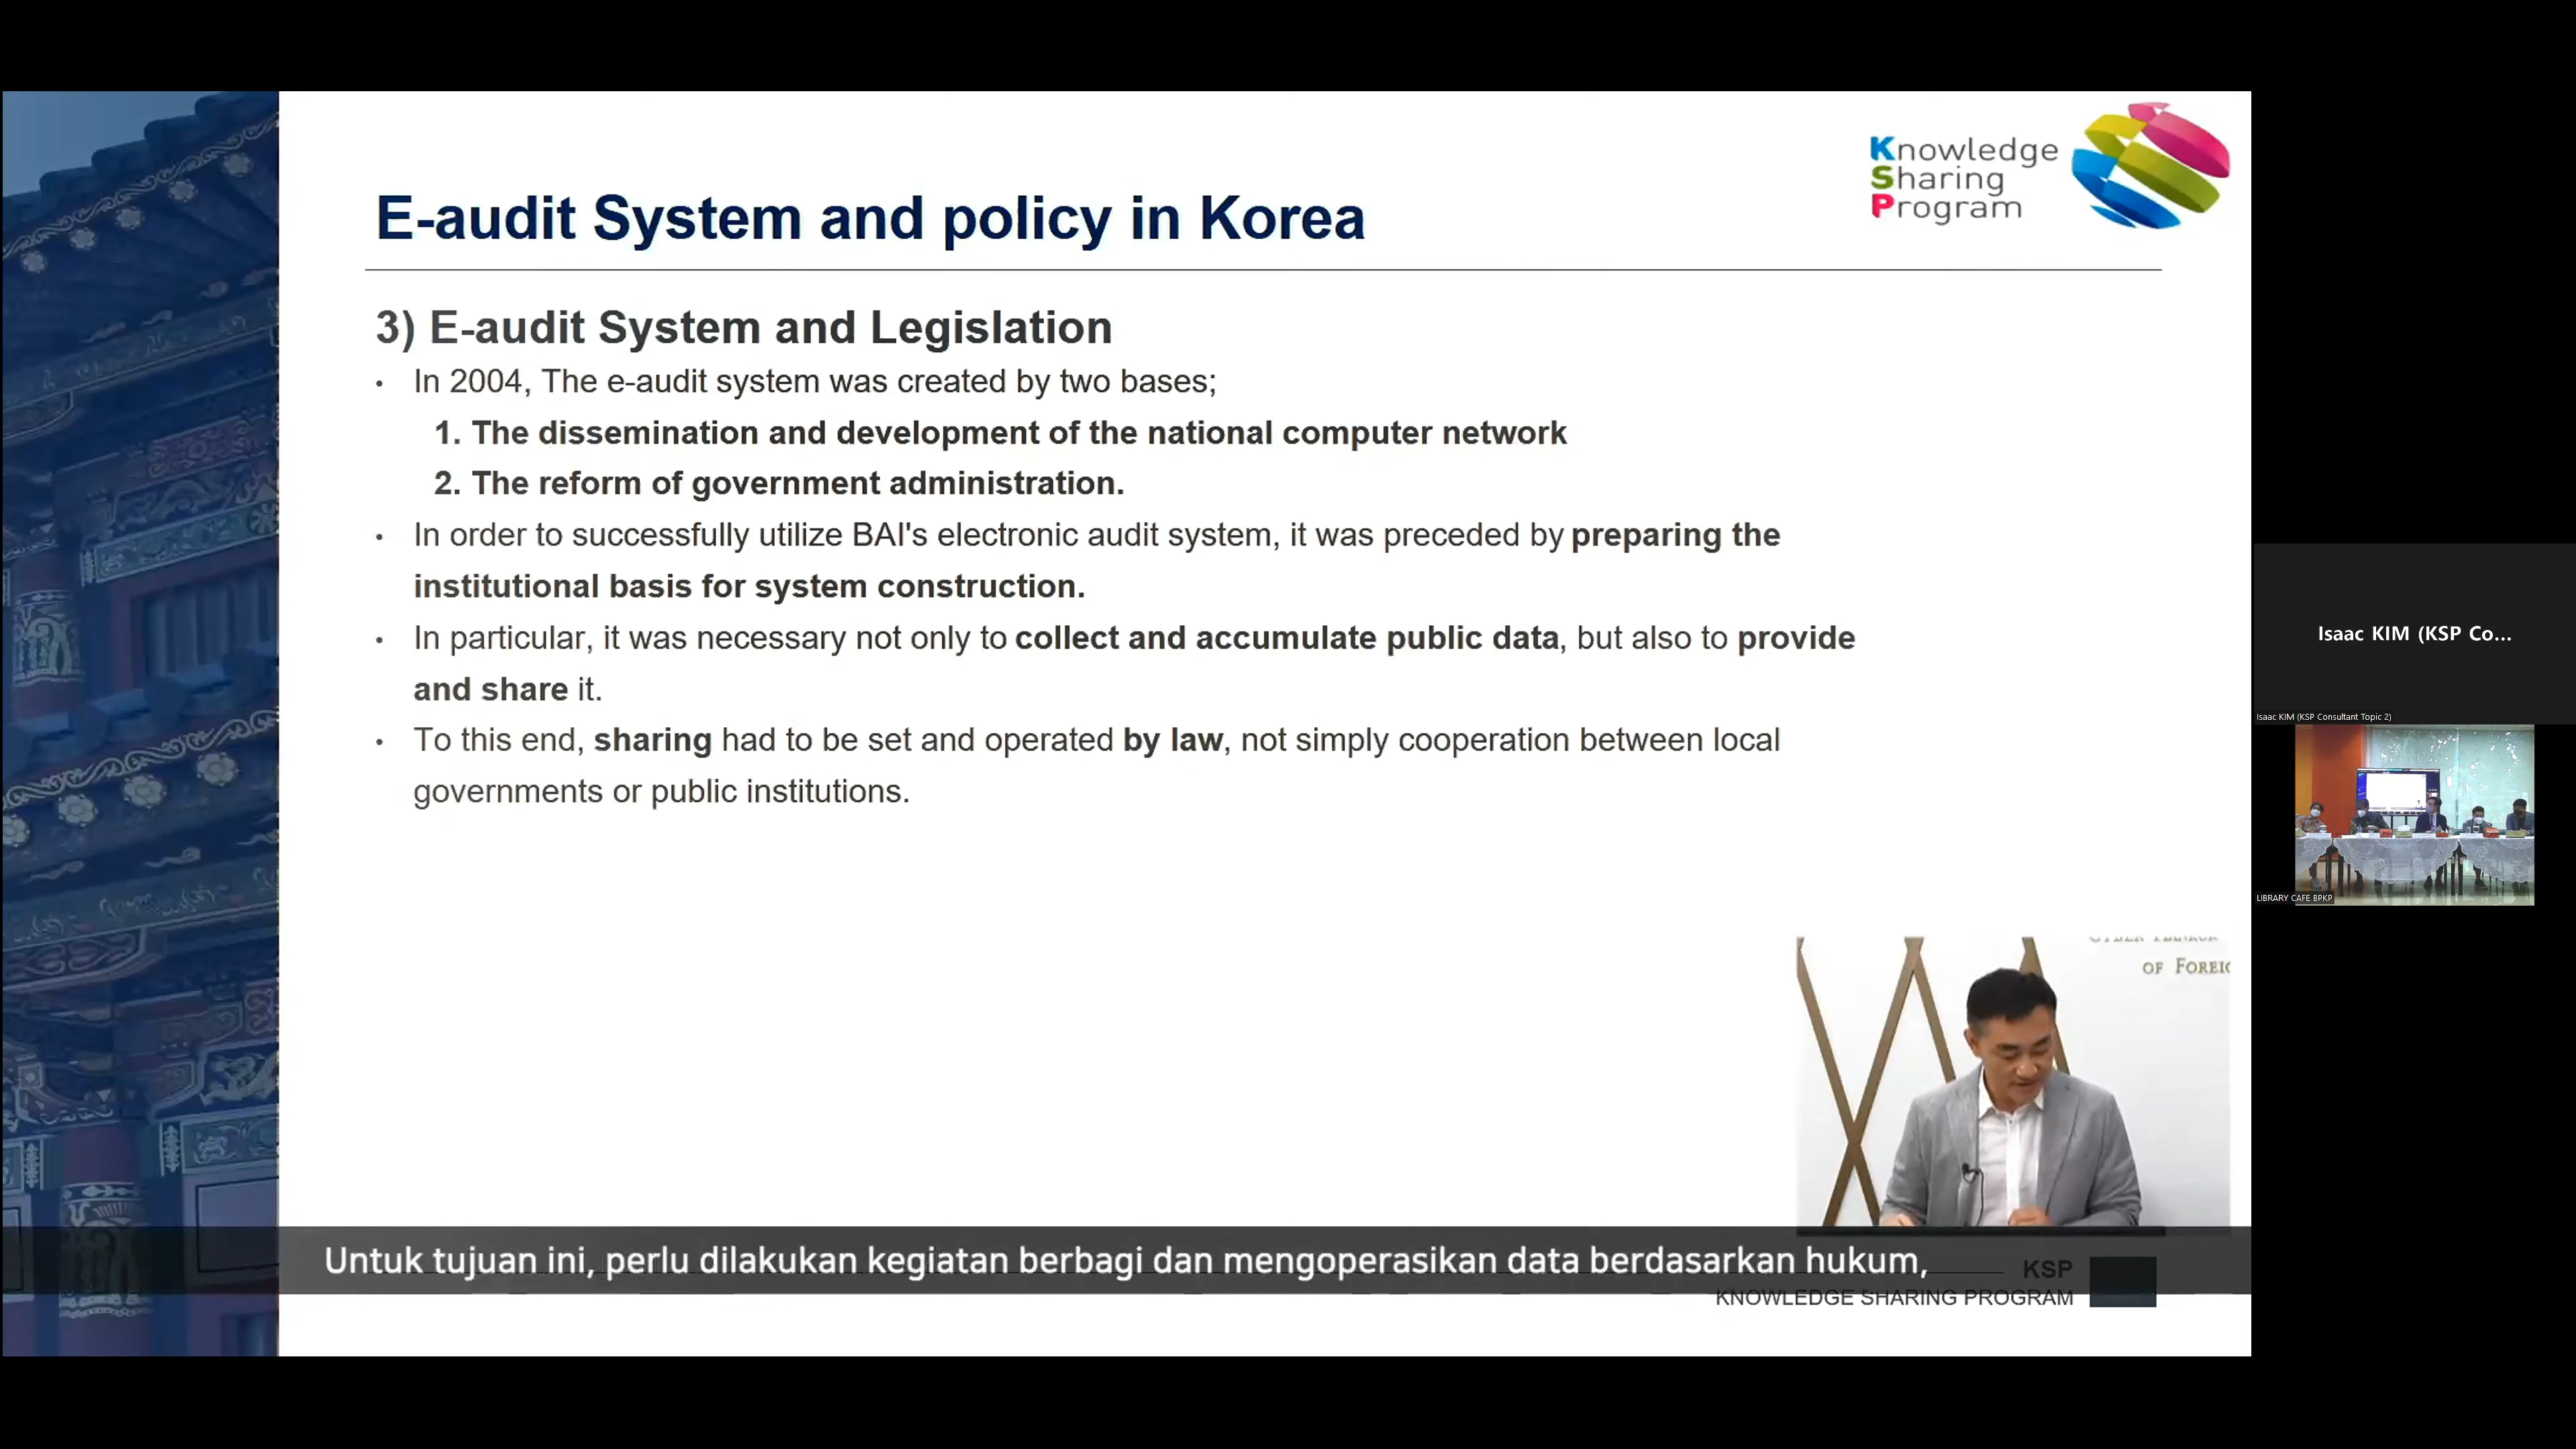 Knowledge
Sharing
Program
E-audit System and policy in Korea
3) E-audit System and Legislation
• In 2004, The e-audit system was created by two bases;
1. The dissemination and development of the national computer network
2. The reform of government administration.
• In order to successfully utilize BAI's electronic audit system, it was preceded by preparing the
institutional basis for system construction.
• In particular, it was necessary not only to collect and accumulate public data, but also to provide
and share it.
• To this end, sharing had to be set and operated by law, not simply cooperation between local
governments or public institutions.
Isaac KIM (KSP Co...
Isaac KIM (KSP Consultant Topic 2)
LIBRARY CAFE BPKP
OF FOREIG
Untuk tujuan ini, perlu dilakukan kegiatan berbagi dan mengoperasikan data berdasarkan hukum,
KSP
KNOWLEDGE SHARING PROGRAM